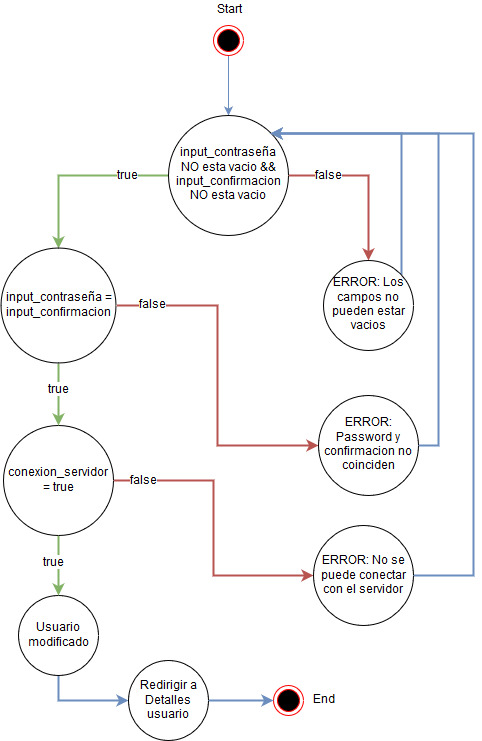 Start
input_contraseña
NO esta vacio &&
input_confirmacion
NO esta vacio
true
false
ERROR: Los
campos no
pueden estar
vacios
input_contraseña =
input_confirmacion
false
true
ERROR:
Password y
confirmacion no
coinciden
conexion_servidor
= true
false
true
ERROR: No se
puede conectar
con el servidor
Usuario
modificado
Redirigir a
Detalles
usuario
End